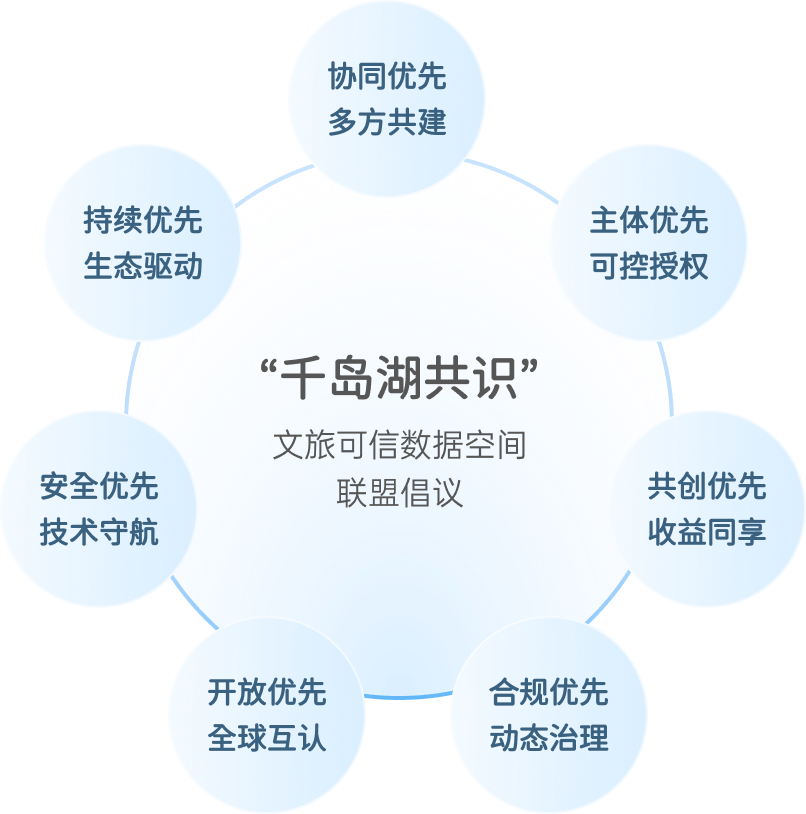 协同优先
多方共建
持续优先
生态驱动
主体优先
可控授权
“千岛湖共识”
文旅可信数据空间
联盟倡议
安全优先
技术守航
共创优先
收益同享
开放优先
全球互认
合规优先
动态治理